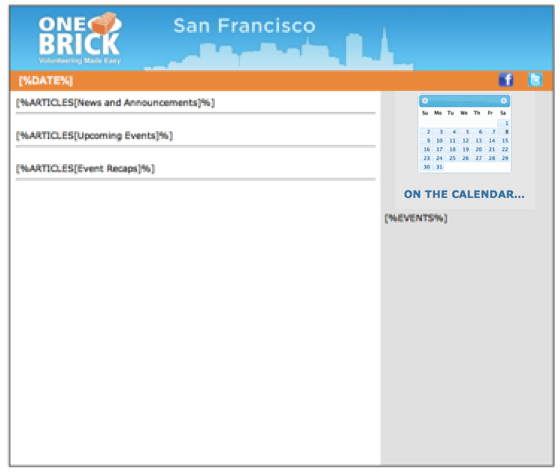 ONE BRICK
Volunteering Made Easy
San Francisco
[%DATE%]
[%ARTICLES[News and Announcements]%]
[%ARTICLES[Upcoming Events]%]
[%ARTICLES[Event Recaps]%]
Su Mo Tu We Th Fr Sa
1
2 3 4 5 6 7 8
9 10 11 12 13 14 15
16 17 18 19 20 21 22
23 24 25 26 27 28 29
30 31
ON THE CALENDAR...
[%EVENTS%]